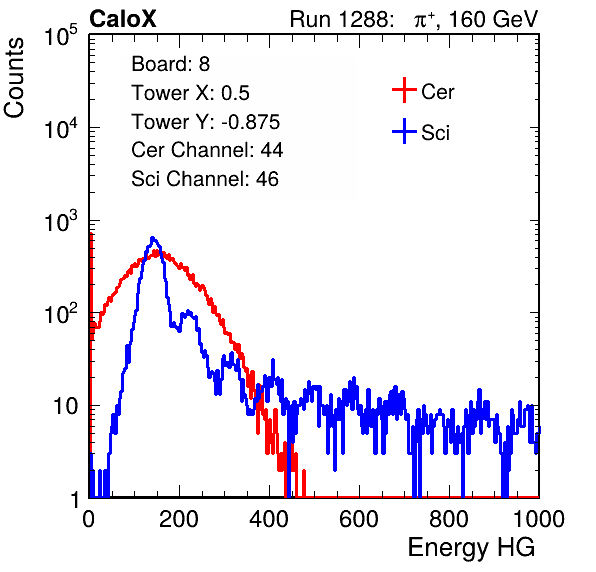 CaloX Run 1288: π⁺, 160 GeV
Counts
10⁵
10⁴
10³
10²
10
1
Board: 8
Tower X: 0.5
Tower Y: -0.875
Cer Channel: 44
Sci Channel: 46
Cer
Sci
0 200 400 600 800 1000
Energy HG